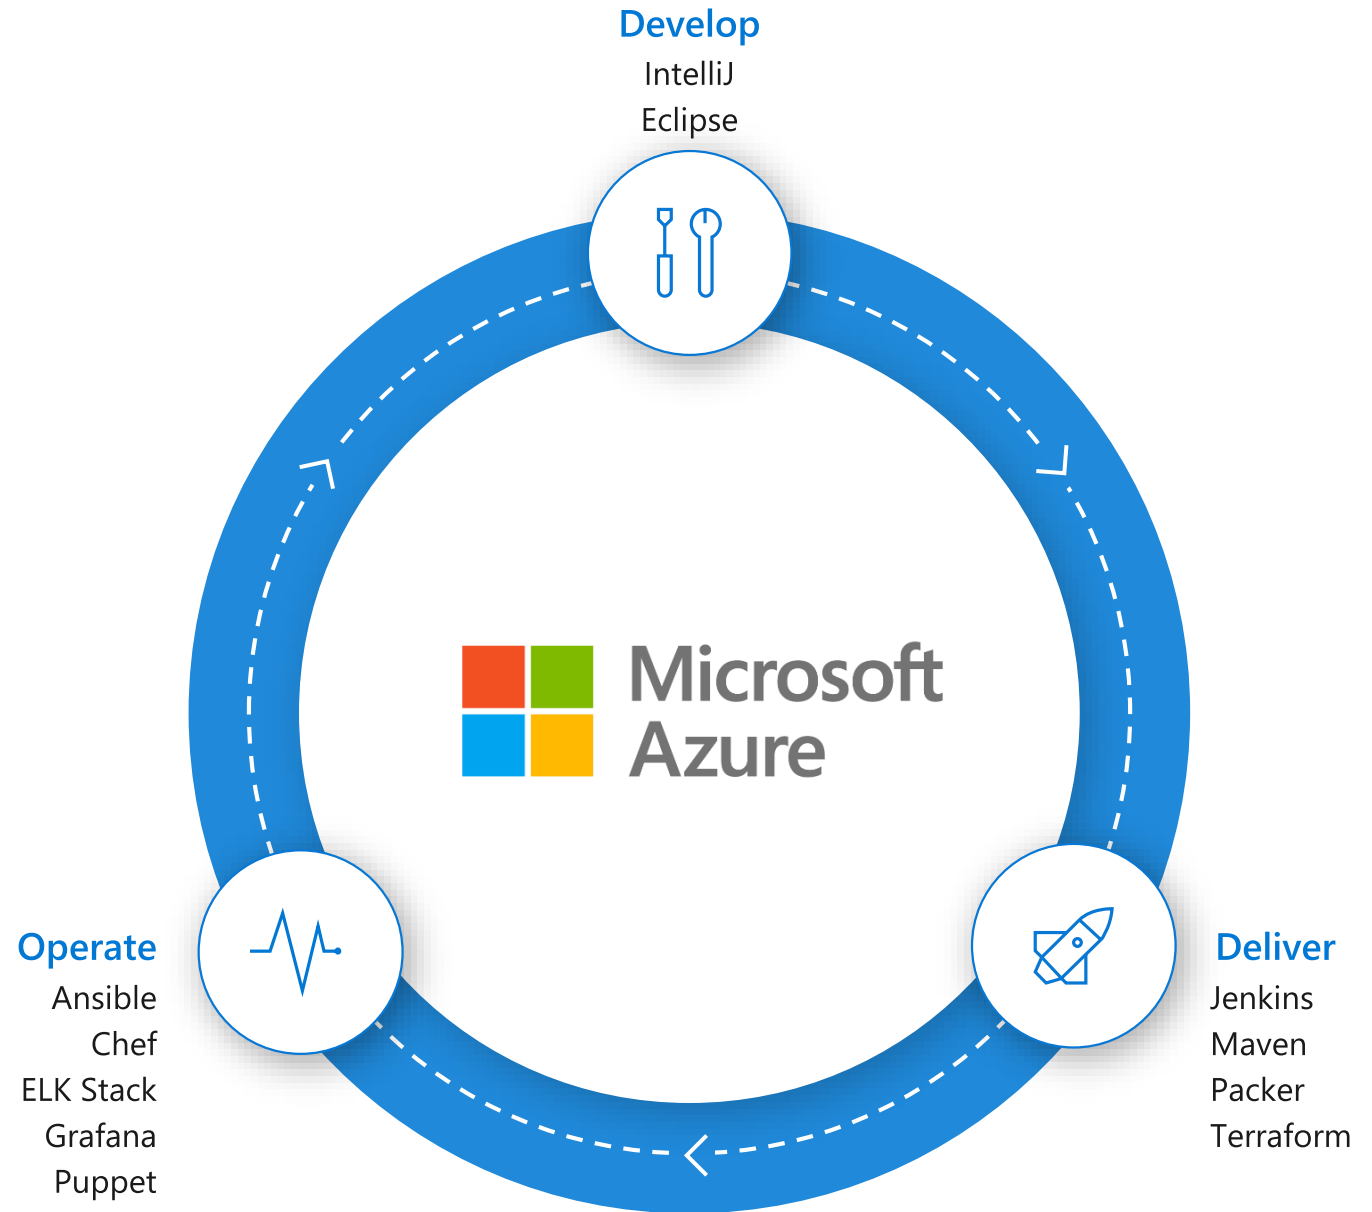 Develop
IntelliJ
Eclipse
Microsoft
Azure
Operate
Ansible
Chef
ELK Stack
Grafana
Puppet
Deliver
Jenkins
Maven
Packer
Terraform